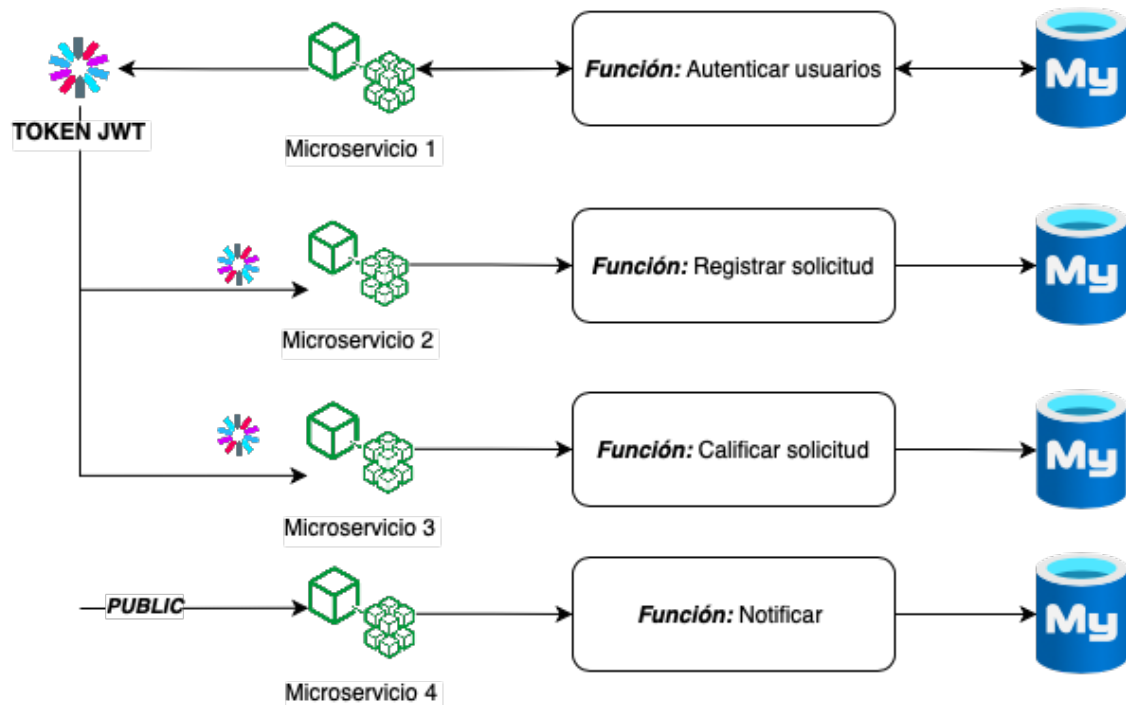 Función: Autenticar usuarios
My
TOKEN JWT
Microservicio 1
Función: Registrar solicitud
My
Microservicio 2
Función: Calificar solicitud
My
Microservicio 3
PUBLIC
Función: Notificar
My
Microservicio 4